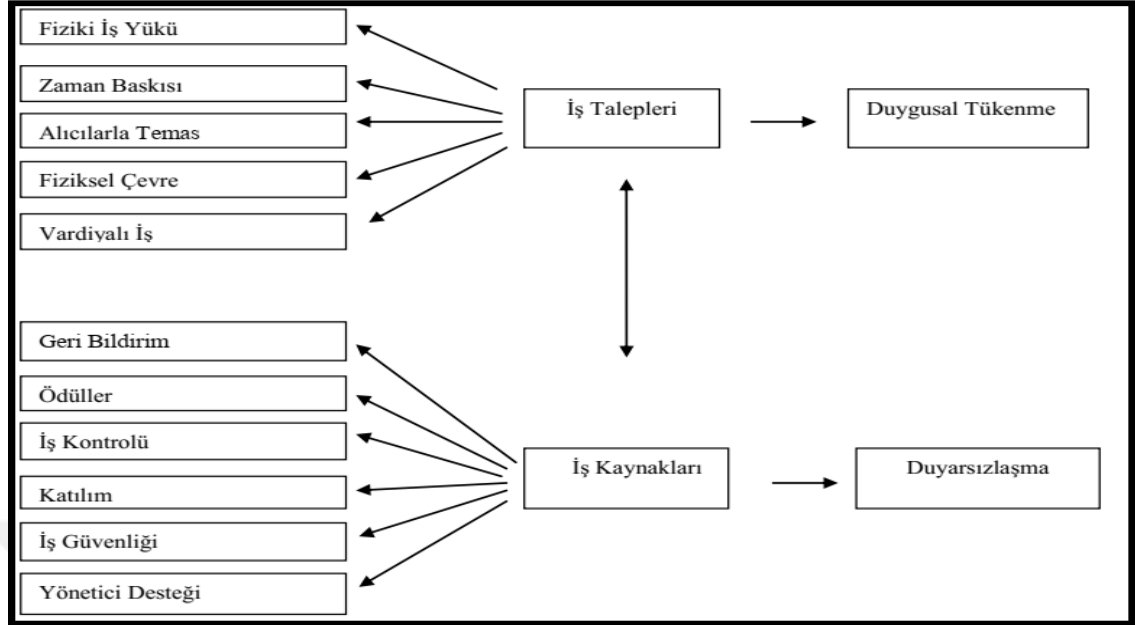 Fiziki İş Yükü
Zaman Baskısı
Alıcılarla Temas
Fiziksel Çevre
Vardiyalı İş
İş Talepleri
Duygusal Tükenme
Geri Bildirim
Ödüller
İş Kontrolü
Katılım
İş Güvenliği
Yönetici Desteği
İş Kaynakları
Duyarsızlaşma